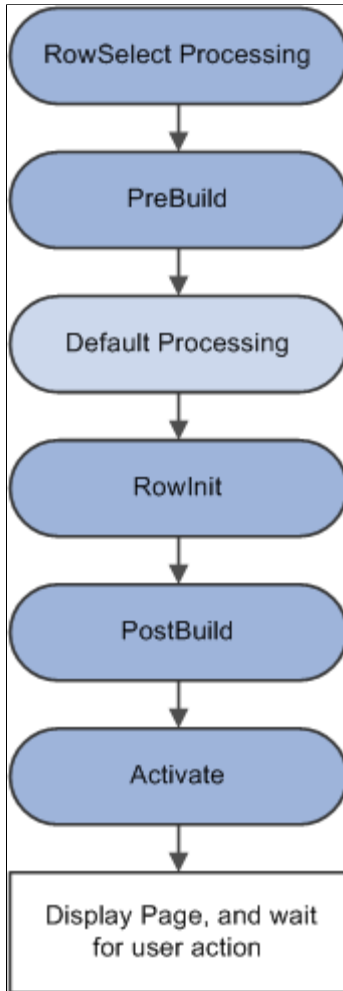 RowSelect Processing
PreBuild
Default Processing
RowInit
PostBuild
Activate
Display Page, and wait
for user action